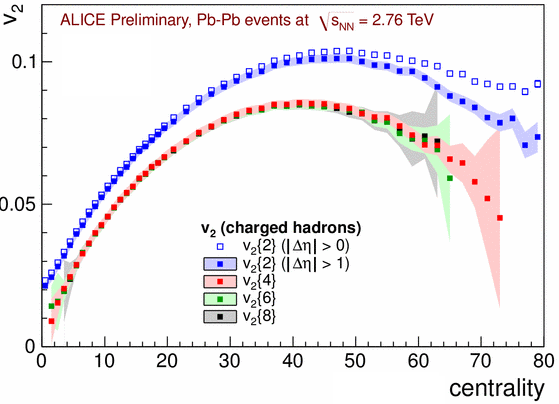 ALICE Preliminary, Pb-Pb events at √sNN = 2.76 TeV
v2
0.1
0.05
0
v2 (charged hadrons)
v2{2} (|Δη| > 0)
v2{2} (|Δη| > 1)
v2{4}
v2{6}
v2{8}
0 10 20 30 40 50 60 70 80
centrality